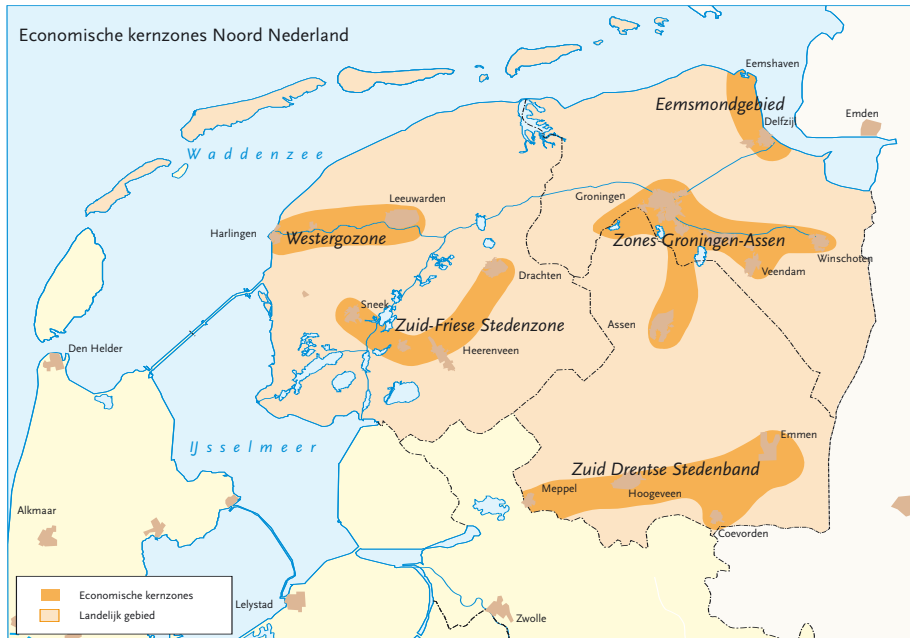 Economische kernzones Noord Nederland
Eemshaven
Eemsmondgebied
Delfzij
Emden
Waddenzee
Leeuwarden
Groningen
Harlingen
Westergozone
Zones Groningen-Assen
Winschoten
Drachten
Veendam
Sneek
Zuid-Friese Stedenzone
Assen
Den Helder
Heerenveen
IJsselmeer
Emmen
Zuid Drentse Stedenband
Meppel
Hoogeveen
Alkmaar
Coevorden
Economische kernzones
Landelijk gebied
Lelystad
Zwolle